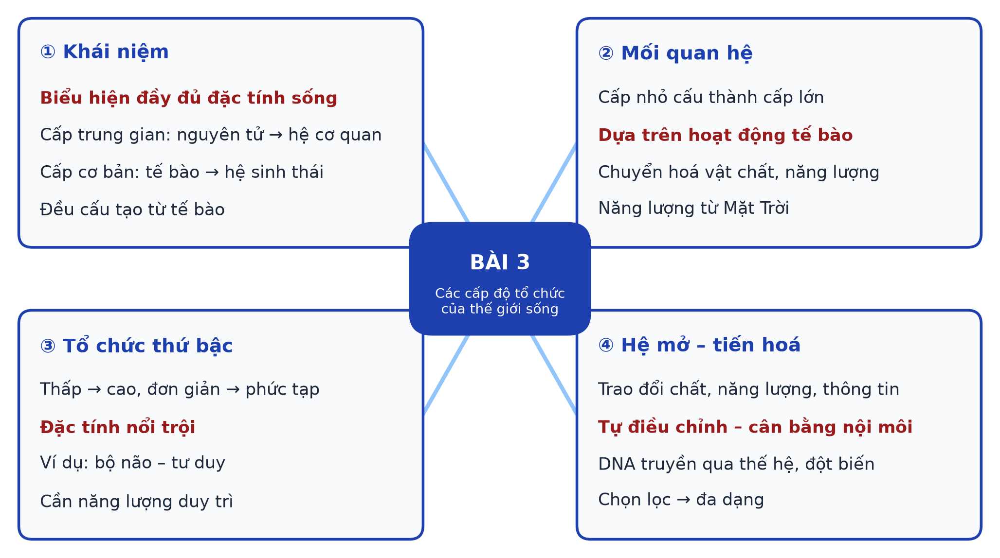 ① Khái niệm
Biểu hiện đầy đủ đặc tính sống
Cấp trung gian: nguyên tử → hệ cơ quan
Cấp cơ bản: tế bào → hệ sinh thái
Đều cấu tạo từ tế bào
② Mối quan hệ
Cấp nhỏ cấu thành cấp lớn
Dựa trên hoạt động tế bào
Chuyển hoá vật chất, năng lượng
Năng lượng từ Mặt Trời
BÀI 3
Các cấp độ tổ chức
của thế giới sống
③ Tổ chức thứ bậc
Thấp → cao, đơn giản → phức tạp
Đặc tính nổi trội
Ví dụ: bộ não – tư duy
Cần năng lượng duy trì
④ Hệ mở – tiến hoá
Trao đổi chất, năng lượng, thông tin
Tự điều chỉnh – cân bằng nội môi
DNA truyền qua thế hệ, đột biến
Chọn lọc → đa dạng